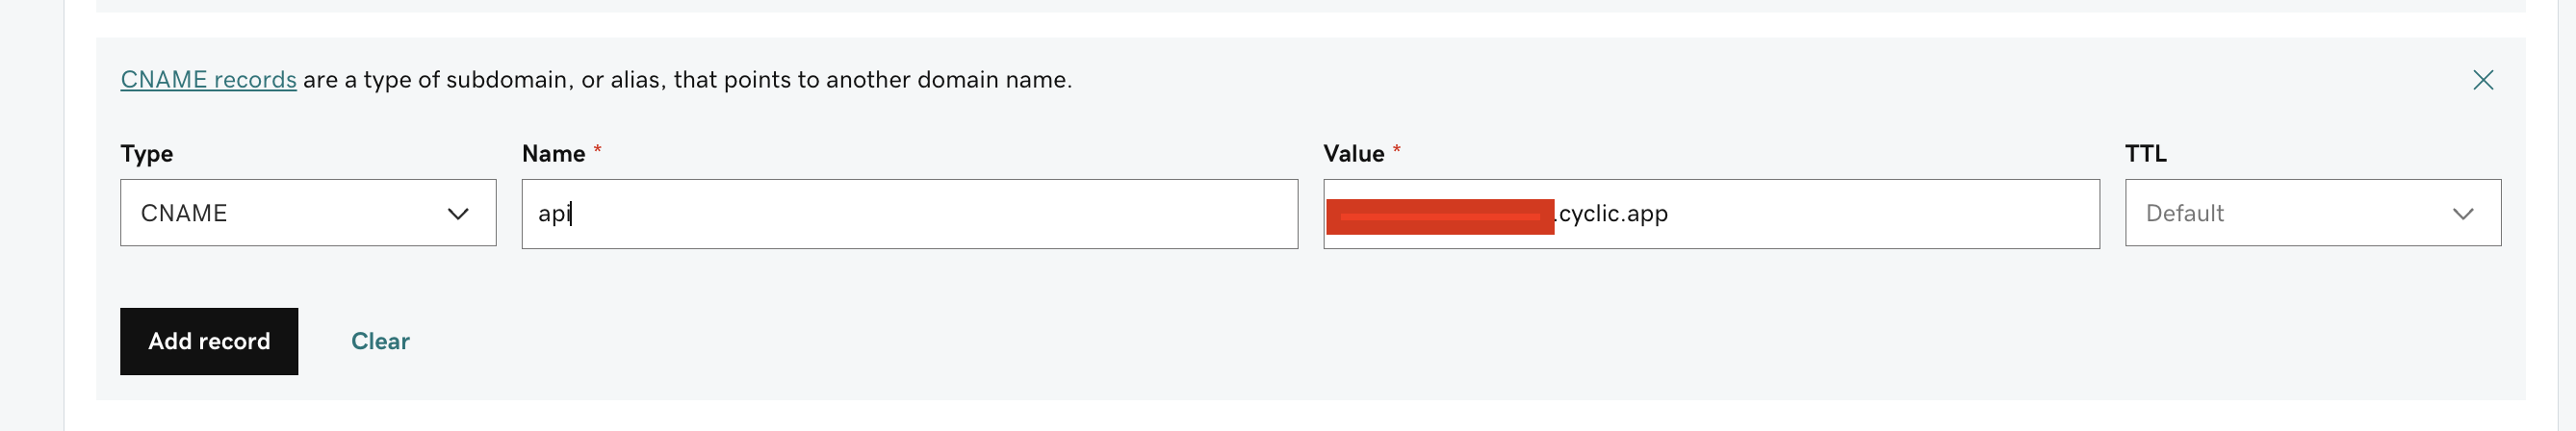 CNAME records are a type of subdomain, or alias, that points to another domain name.
Type Name * Value * TTL
CNAME api .cyclic.app Default
Add record Clear